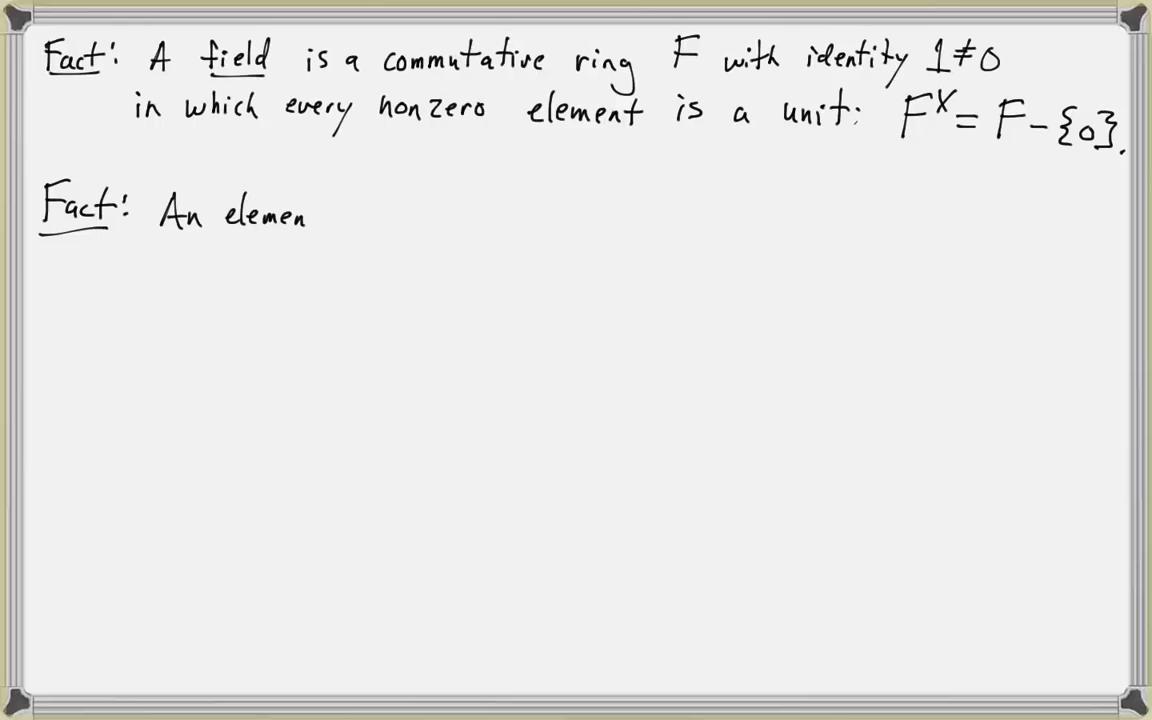 Fact: A field is a commutative ring F with identity 1≠0
in which every nonzero element is a unit: F^× = F - {0}.
Fact: An elemen